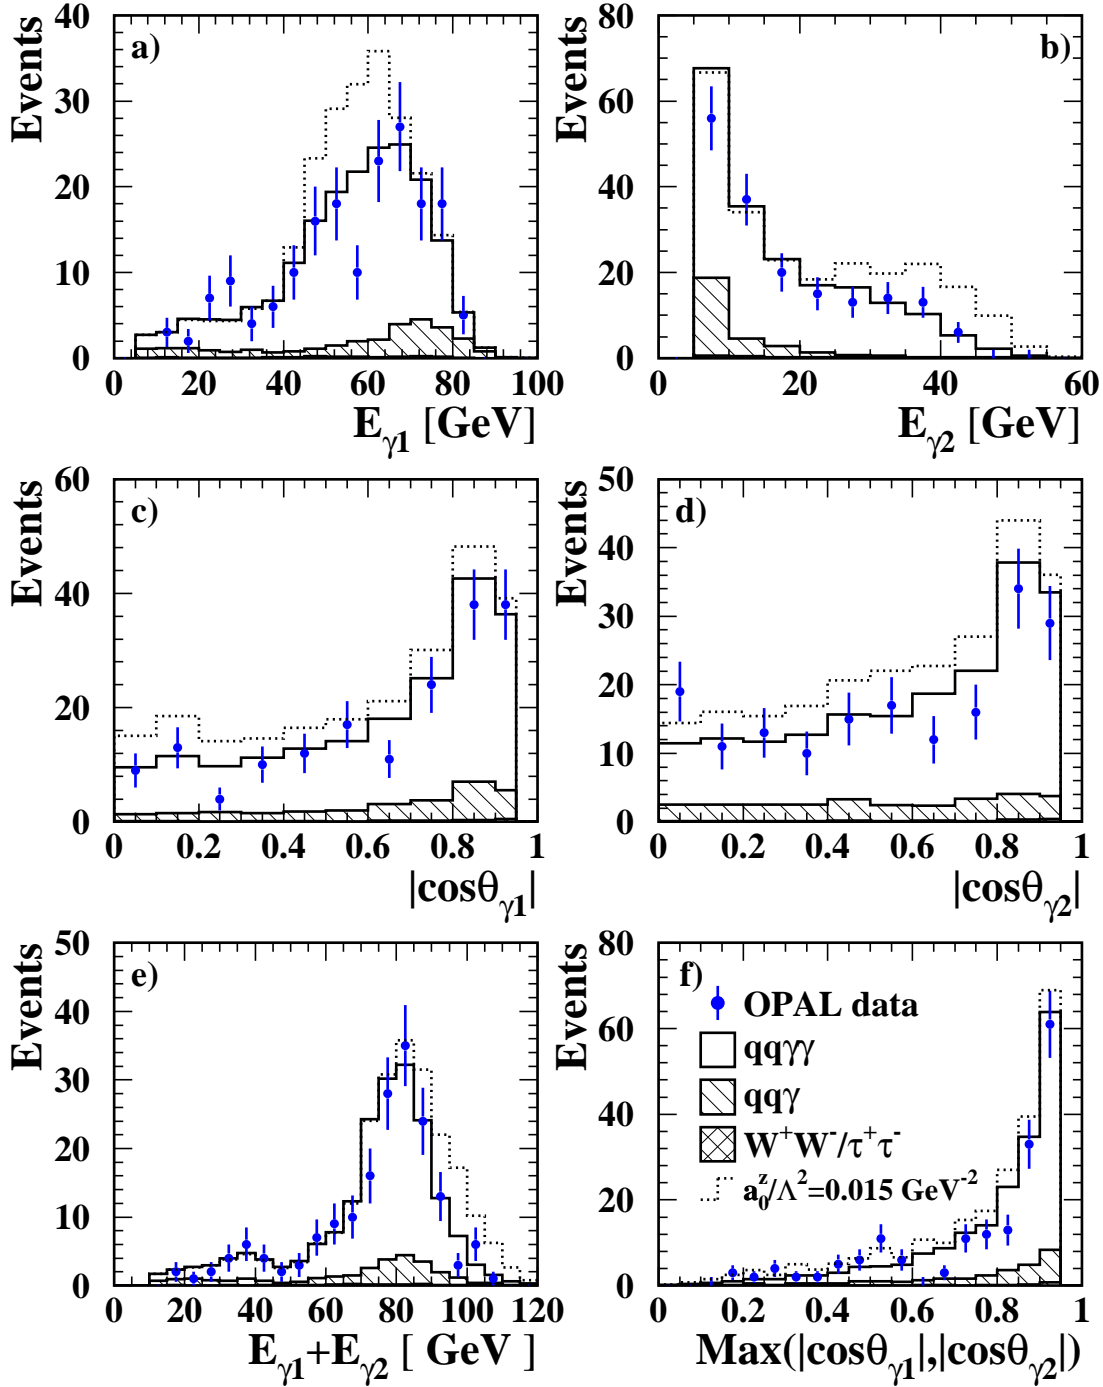 Events
40
30
20
10
0
a)
0 20 40 60 80 100
Eγ1 [GeV]
Events
80
60
40
20
0
b)
0 20 40 60
Eγ2 [GeV]
Events
60
40
20
0
c)
0 0.2 0.4 0.6 0.8 1
|cosθγ1|
Events
50
40
30
20
10
0
d)
0 0.2 0.4 0.6 0.8 1
|cosθγ2|
Events
50
40
30
20
10
0
e)
0 20 40 60 80 100 120
Eγ1+Eγ2 [ GeV]
Events
80
60
40
20
0
f)
OPAL data
qqγγ
qqγ
W⁺W⁻/τ⁺τ⁻
a₀ᶻ/Λ²=0.015 GeV⁻²
0 0.2 0.4 0.6 0.8 1
Max(|cosθγ1|,|cosθγ2|)